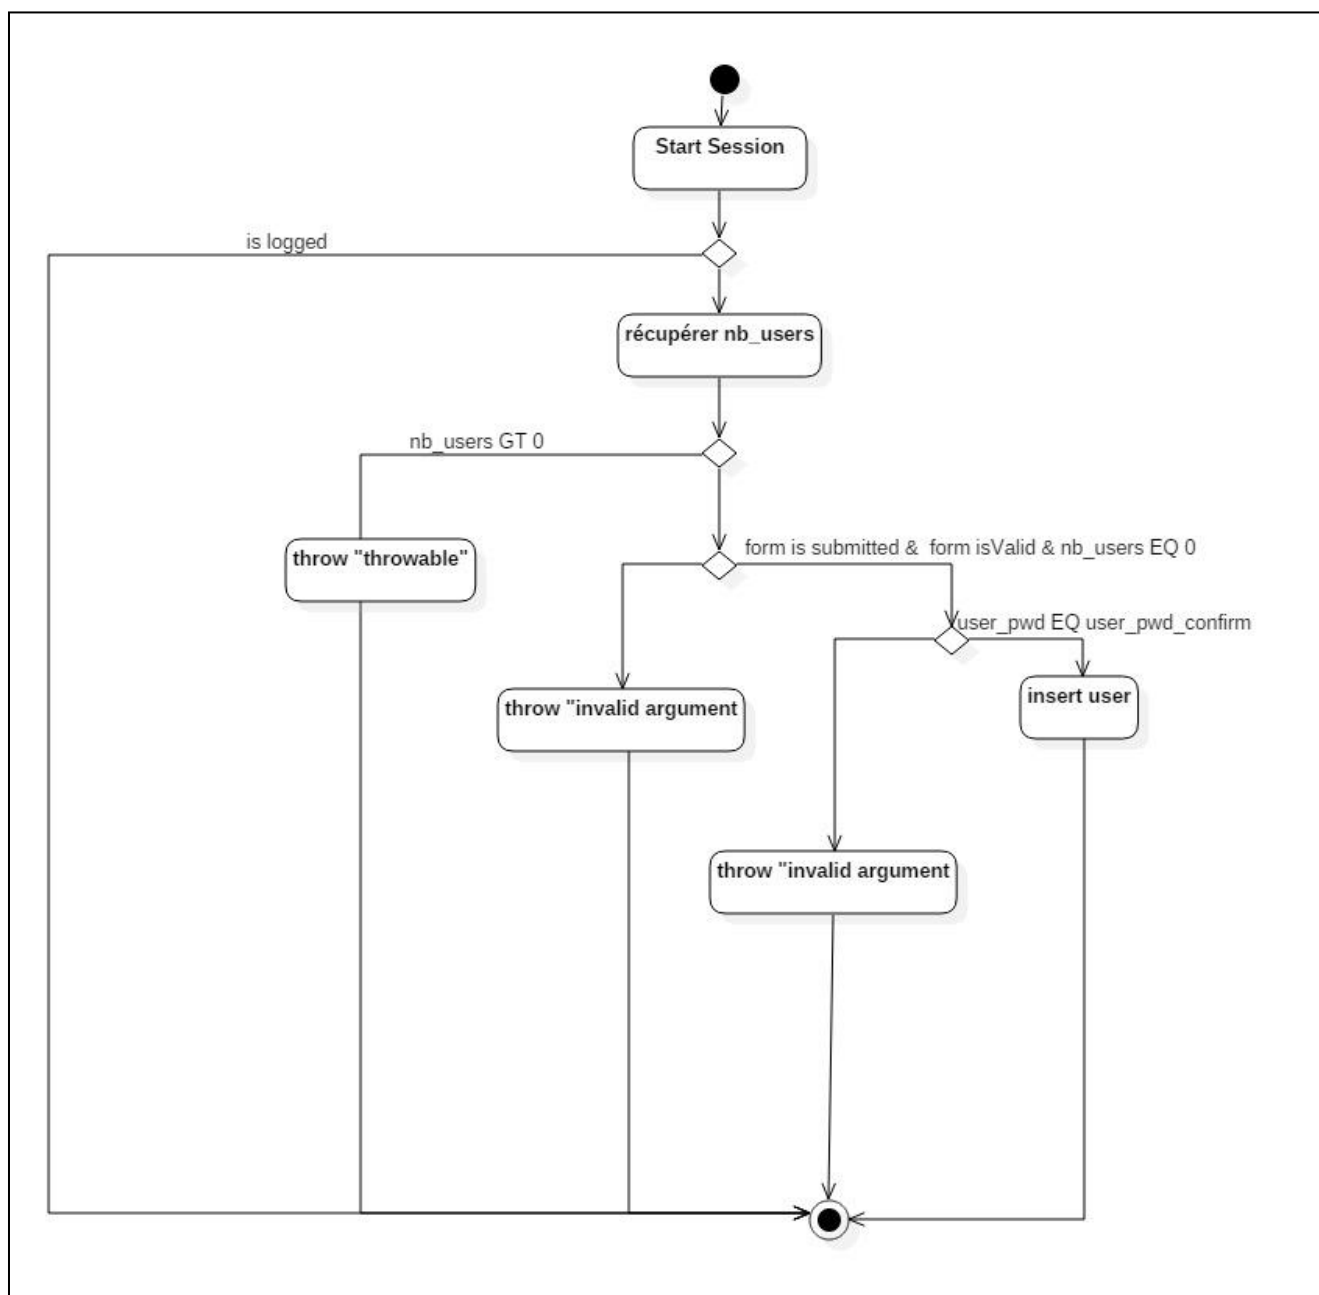 Start Session
is logged
récupérer nb_users
nb_users GT 0
throw "throwable"
form is submitted &  form isValid & nb_users EQ 0
user_pwd EQ user_pwd_confirm
throw "invalid argument
insert user
throw "invalid argument